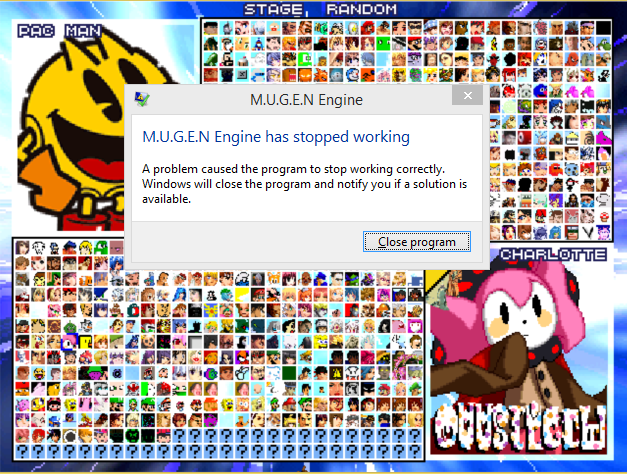 STAGE, RANDOM
PAC MAN
M.U.G.E.N Engine
M.U.G.E.N Engine has stopped working
A problem caused the program to stop working correctly.
Windows will close the program and notify you if a solution is
available.
Close program
CHARLOTTE